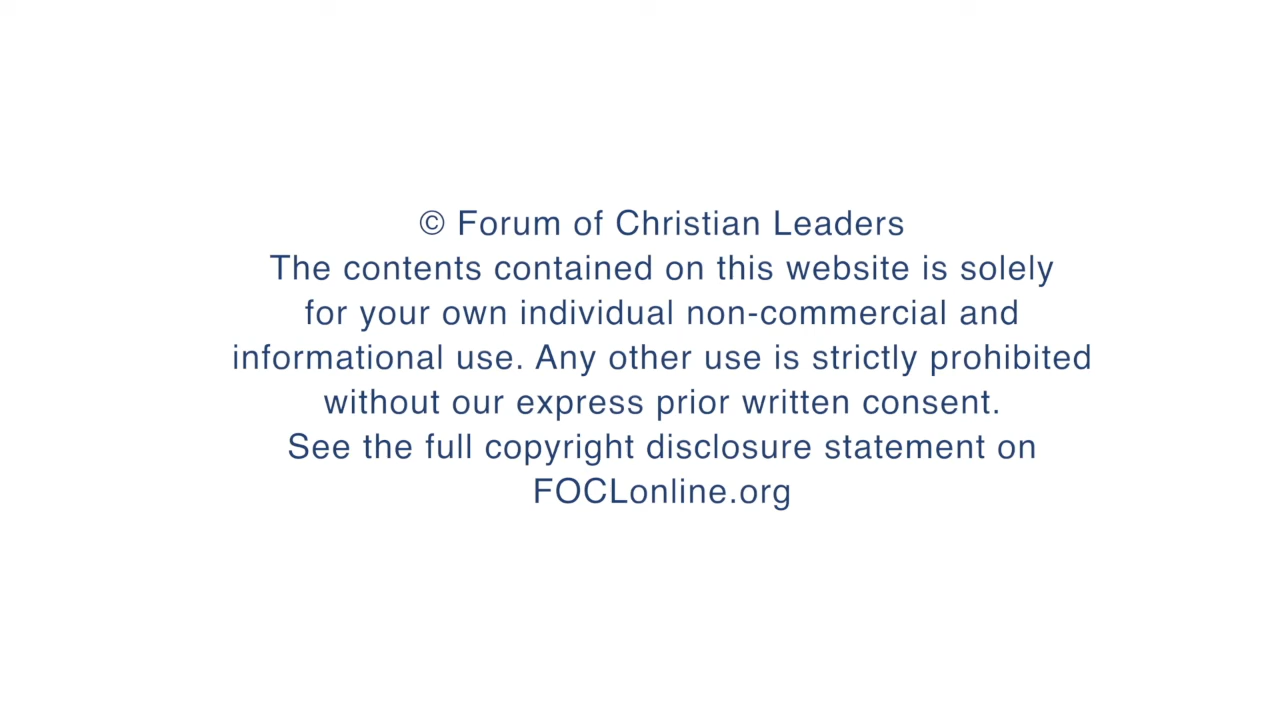 © Forum of Christian Leaders
The contents contained on this website is solely
for your own individual non-commercial and
informational use. Any other use is strictly prohibited
without our express prior written consent.
See the full copyright disclosure statement on
FOCLonline.org